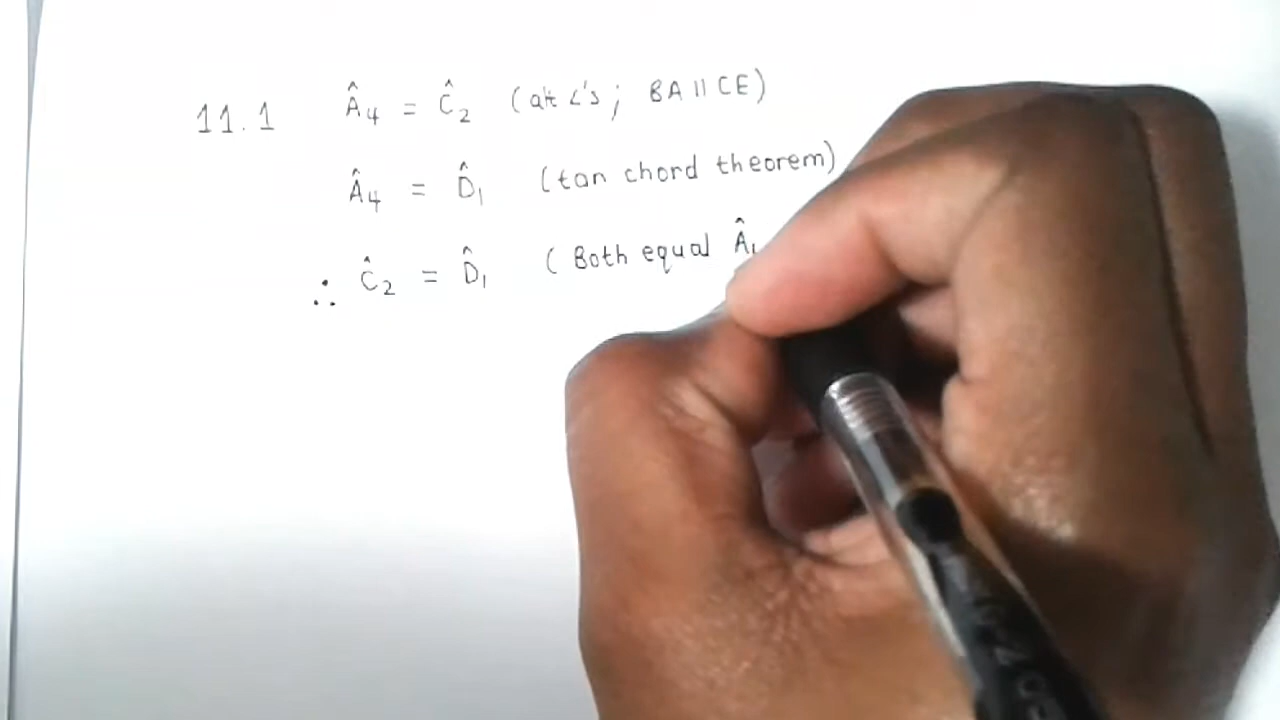 11.1 Â₄ = Ĉ₂ (alt ∠'s ; BA || CE)
Â₄ = D̂₁ (tan chord theorem)
∴ Ĉ₂ = D̂₁ (Both equal